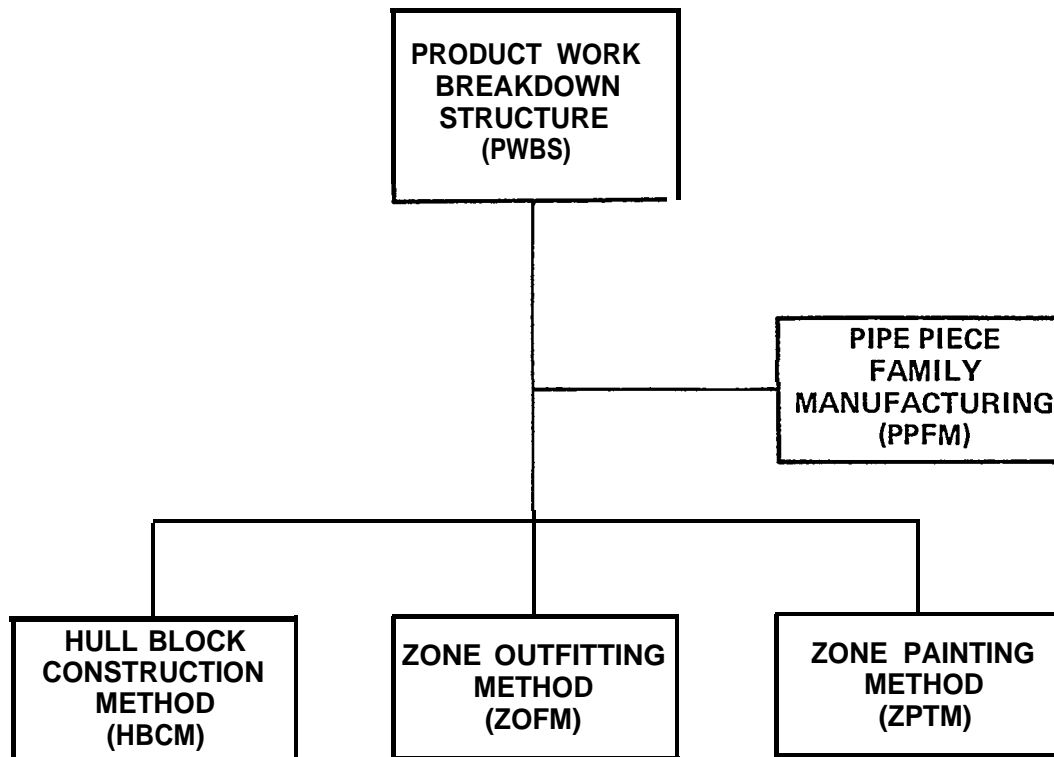 PRODUCT WORK
BREAKDOWN
STRUCTURE
(PWBS)
PIPE PIECE
FAMILY
MANUFACTURING
(PPFM)
HULL BLOCK
CONSTRUCTION
METHOD
(HBCM)
ZONE OUTFITTING
METHOD
(ZOFM)
ZONE PAINTING
METHOD
(ZPTM)